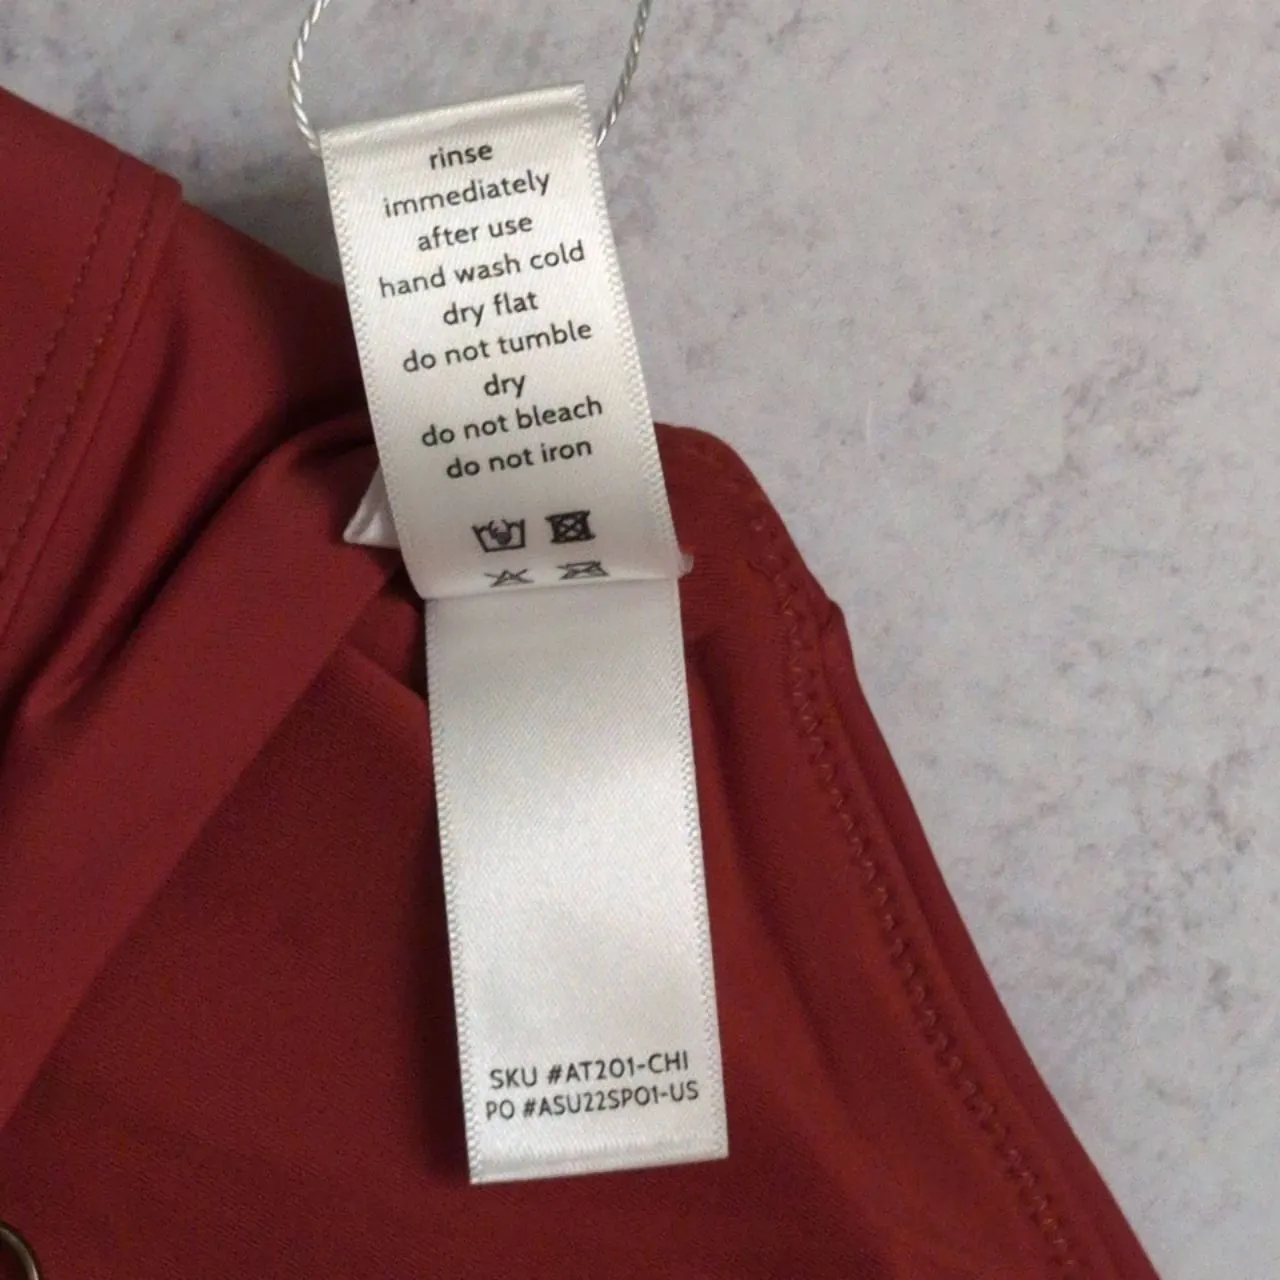 rinse
immediately
after use
hand wash cold
dry flat
do not tumble
dry
do not bleach
do not iron
SKU #AT201-CHI
PO #ASU22SP01-US